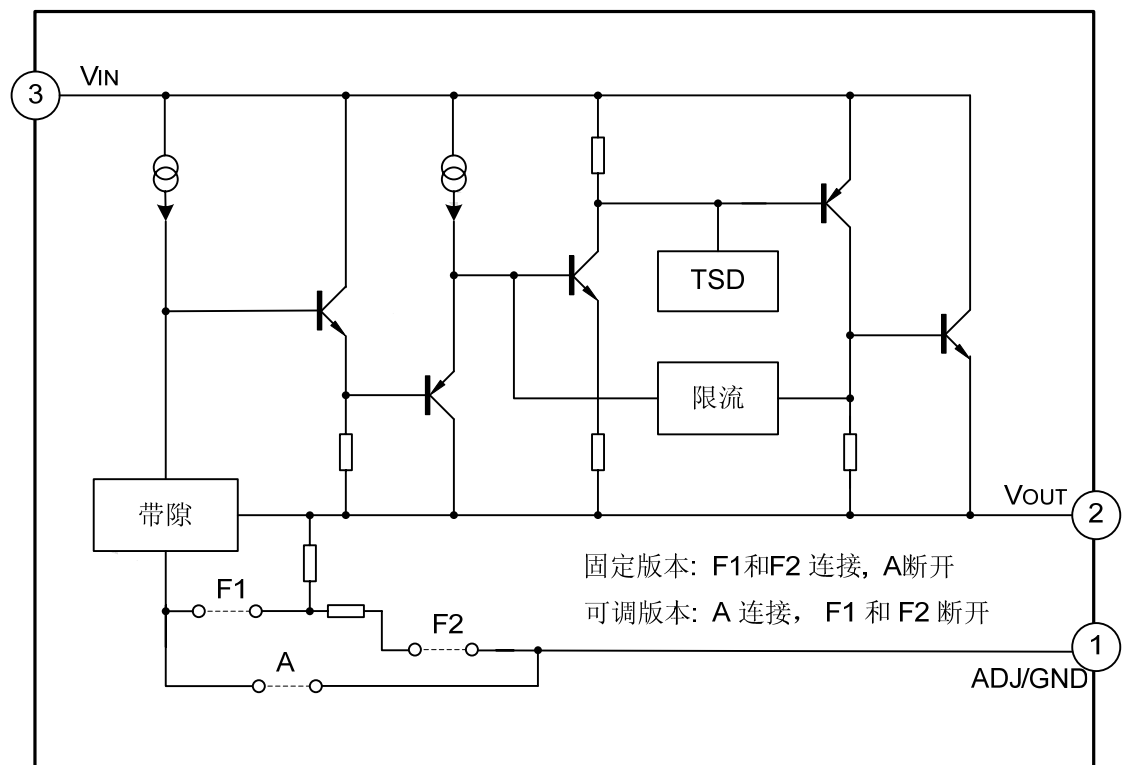 3
VIN
TSD
限流
带隙
VOUT
2
固定版本: F1和F2 连接, A断开
F1
可调版本: A 连接, F1 和 F2 断开
F2
1
A
ADJ/GND